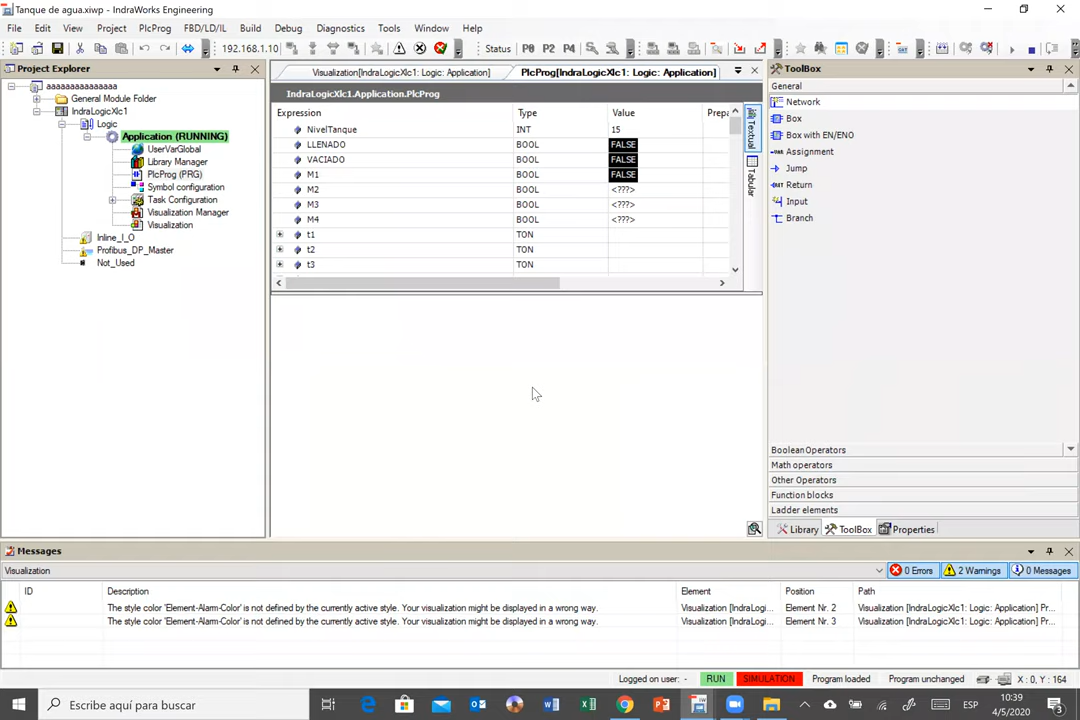 Tanque de agua.xiwp - IndraWorks Engineering
File Edit View Project PlcProg FBD/LD/IL Build Debug Diagnostics Tools Window Help
192.168.1.10 Status P0 P2 P4
Project Explorer
aaaaaaaaaaaaaaa
General Module Folder
IndraLogicXlc1
Logic
Application (RUNNING)
UserVarGlobal
Library Manager
PlcProg (PRG)
Symbol configuration
Task Configuration
Visualization Manager
Visualization
Inline_I_O
Profibus_DP_Master
Not_Used
Visualization[IndraLogicXlc1: Logic: Application] PlcProg[IndraLogicXlc1: Logic: Application]
IndraLogicXlc1.Application.PlcProg
Expression Type Value Prepa
NivelTanque INT 15
LLENADO BOOL FALSE
VACIADO BOOL FALSE
M1 BOOL FALSE
M2 BOOL <???>
M3 BOOL <???>
M4 BOOL <???>
t1 TON
t2 TON
t3 TON
Textual
Tabular
ToolBox
General
Network
Box
Box with EN/ENO
Assignment
Jump
Return
Input
Branch
BooleanOperators
Math operators
Other Operators
Function blocks
Ladder elements
Library ToolBox Properties
Messages
Visualization 0 Errors 2 Warnings 0 Messages
ID Description Element Position Path
The style color 'Element-Alarm-Color' is not defined by the currently active style. Your visualization might be displayed in a wrong way. Visualization [IndraLogi... Element Nr. 2 Visualization [IndraLogicXlc1: Logic: Application] Pr...
The style color 'Element-Alarm-Color' is not defined by the currently active style. Your visualization might be displayed in a wrong way. Visualization [IndraLogi... Element Nr. 3 Visualization [IndraLogicXlc1: Logic: Application] Pr...
Logged on user: - RUN SIMULATION Program loaded Program unchanged X: 0, Y: 164
Escribe aquí para buscar
ESP
10:39
4/5/2020
3